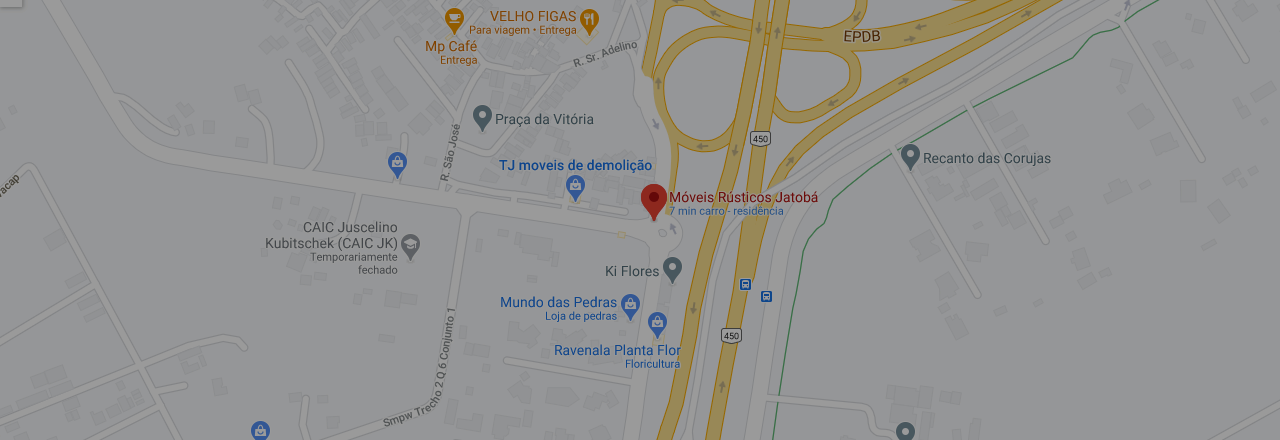 VELHO FIGAS
Para viagem • Entrega
Mp Café
Entrega
R. Sr. Adelino
EPDB
Praça da Vitória
450
R. São José
TJ moveis de demolição
Recanto das Corujas
Móveis Rústicos Jatobá
7 min carro - residência
CAIC Juscelino
Kubitschek (CAIC JK)
Temporariamente
fechado
Ki Flores
Mundo das Pedras
Loja de pedras
450
Ravenala Planta Flor
Floricultura
Smpw Trecho 2 Q 6 Conjunto 1